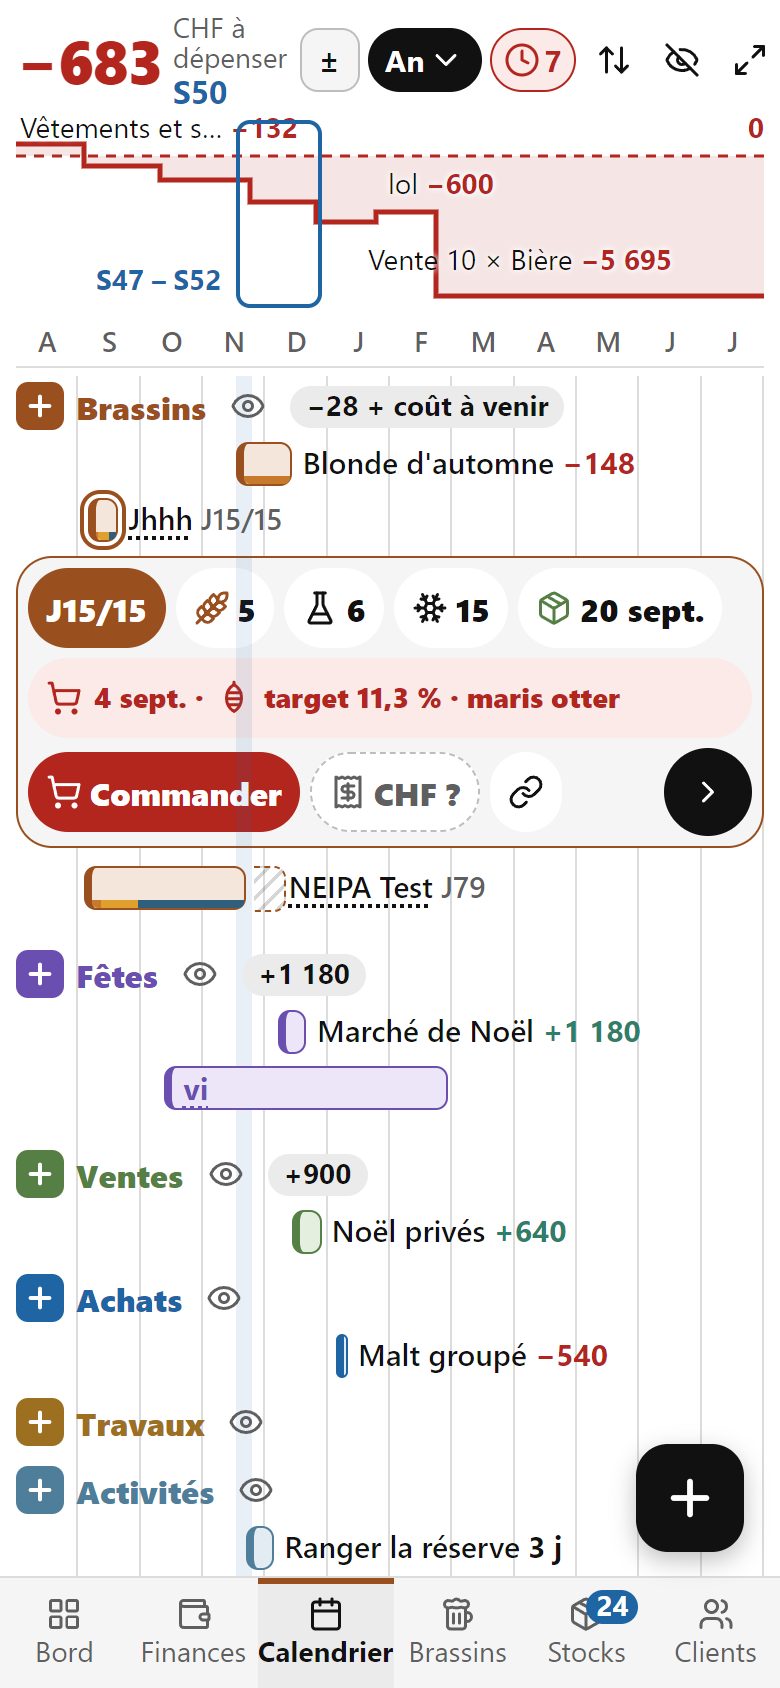 −683 CHF à dépenser S50 ± An 7
Vêtements et s... −132 0
lol −600
Vente 10 × Bière −5 695
S47 – S52
A S O N D J F M A M J J
Brassins −28 + coût à venir
Blonde d'automne −148
Jhhh J15/15
J15/15 5 6 15 20 sept.
4 sept. · target 11,3 % · maris otter
Commander CHF ?
NEIPA Test J79
Fêtes +1 180
Marché de Noël +1 180
vi
Ventes +900
Noël privés +640
Achats
Malt groupé −540
Travaux
Activités
Ranger la réserve 3 j
24
Bord Finances Calendrier Brassins Stocks Clients